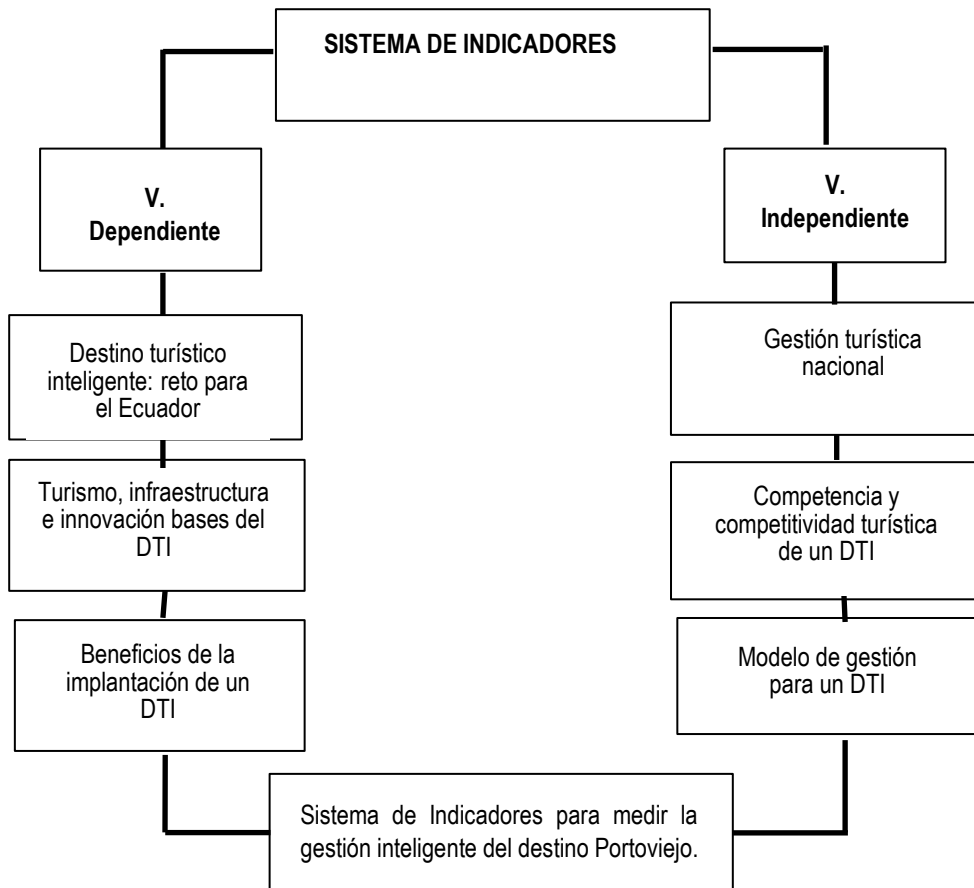 SISTEMA DE INDICADORES
V.
Dependiente
V.
Independiente
Destino turístico
inteligente: reto para
el Ecuador
Gestión turística
nacional
Turismo, infraestructura
e innovación bases del
DTI
Competencia y
competitividad turística
de un DTI
Beneficios de la
implantación de un
DTI
Modelo de gestión
para un DTI
Sistema de Indicadores para medir la
gestión inteligente del destino Portoviejo.